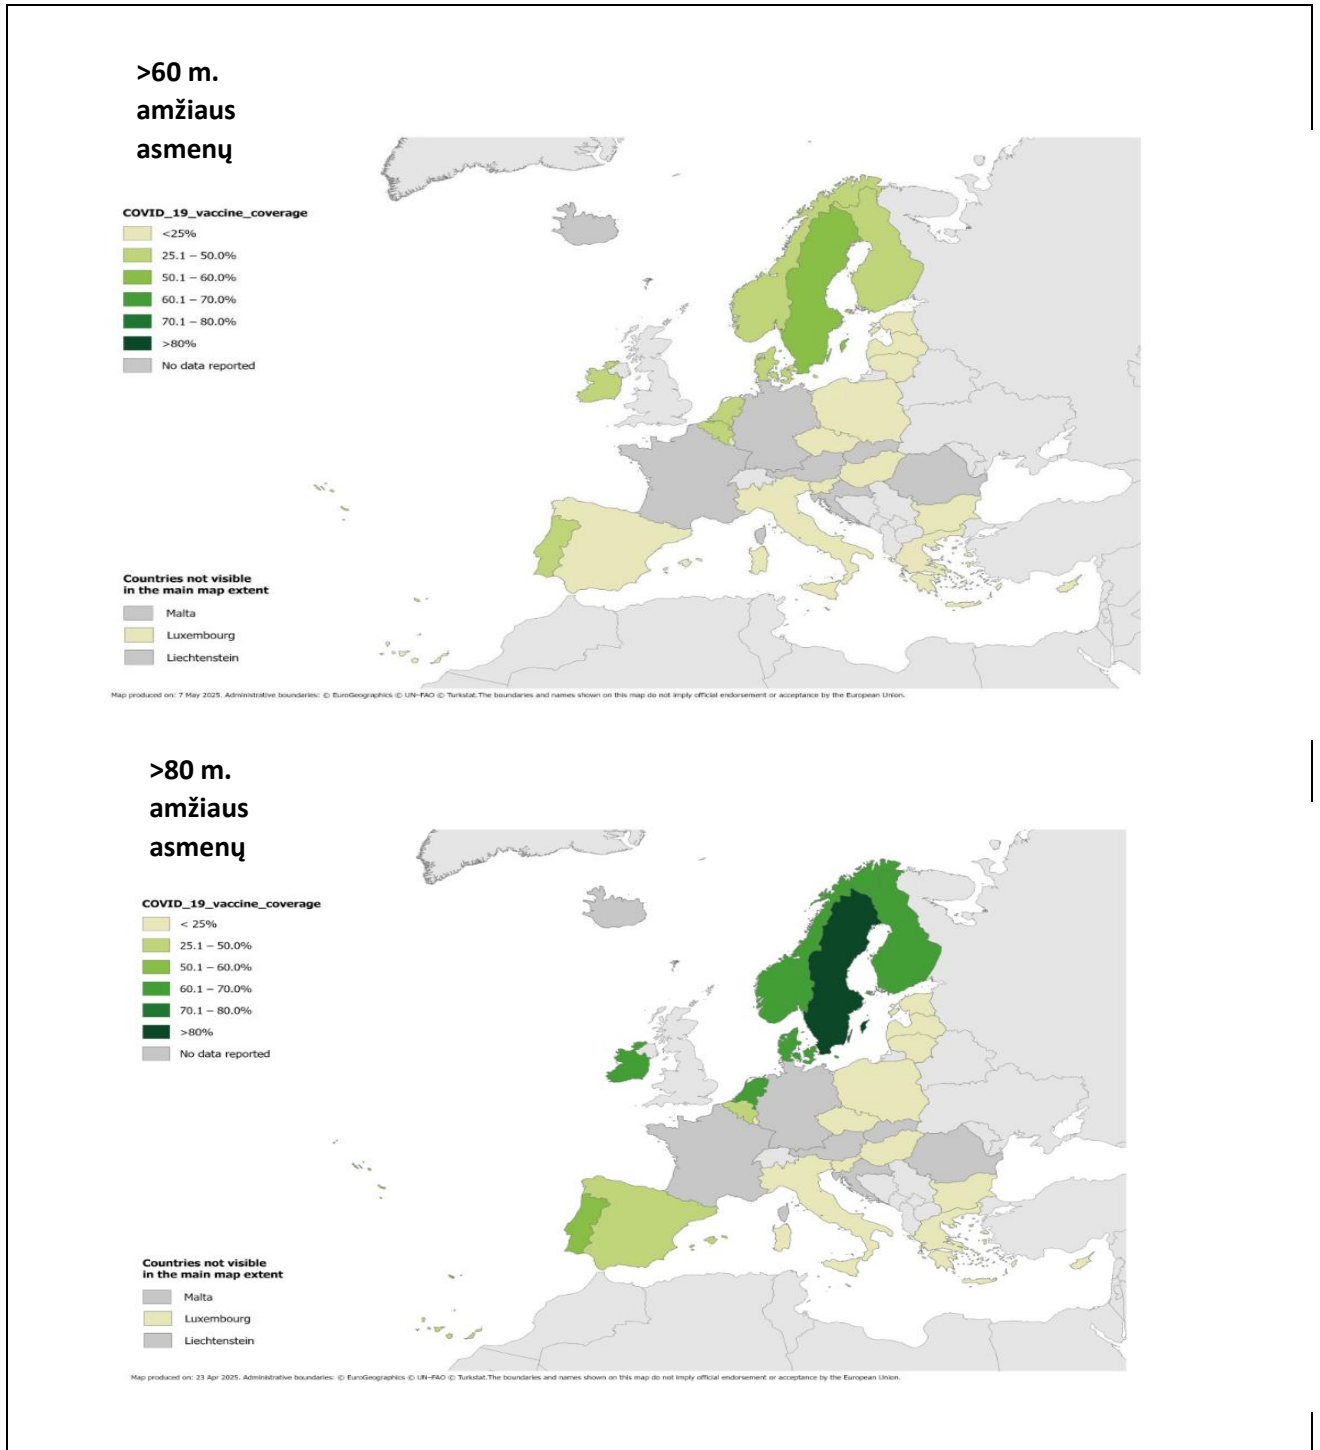 >60 m.
amžiaus
asmenų
COVID_19_vaccine_coverage
<25%
25.1 – 50.0%
50.1 – 60.0%
60.1 – 70.0%
70.1 – 80.0%
>80%
No data reported
Countries not visible
in the main map extent
Malta
Luxembourg
Liechtenstein
Map produced on: 7 May 2025. Administrative boundaries: © EuroGeographics © UN–FAO © Turkstat.The boundaries and names shown on this map do not imply official endorsement or acceptance by the European Union.
>80 m.
amžiaus
asmenų
COVID_19_vaccine_coverage
< 25%
25.1 – 50.0%
50.1 – 60.0%
60.1 – 70.0%
70.1 – 80.0%
>80%
No data reported
Countries not visible
in the main map extent
Malta
Luxembourg
Liechtenstein
Map produced on: 23 Apr 2025. Administrative boundaries: © EuroGeographics © UN–FAO © Turkstat.The boundaries and names shown on this map do not imply official endorsement or acceptance by the European Union.